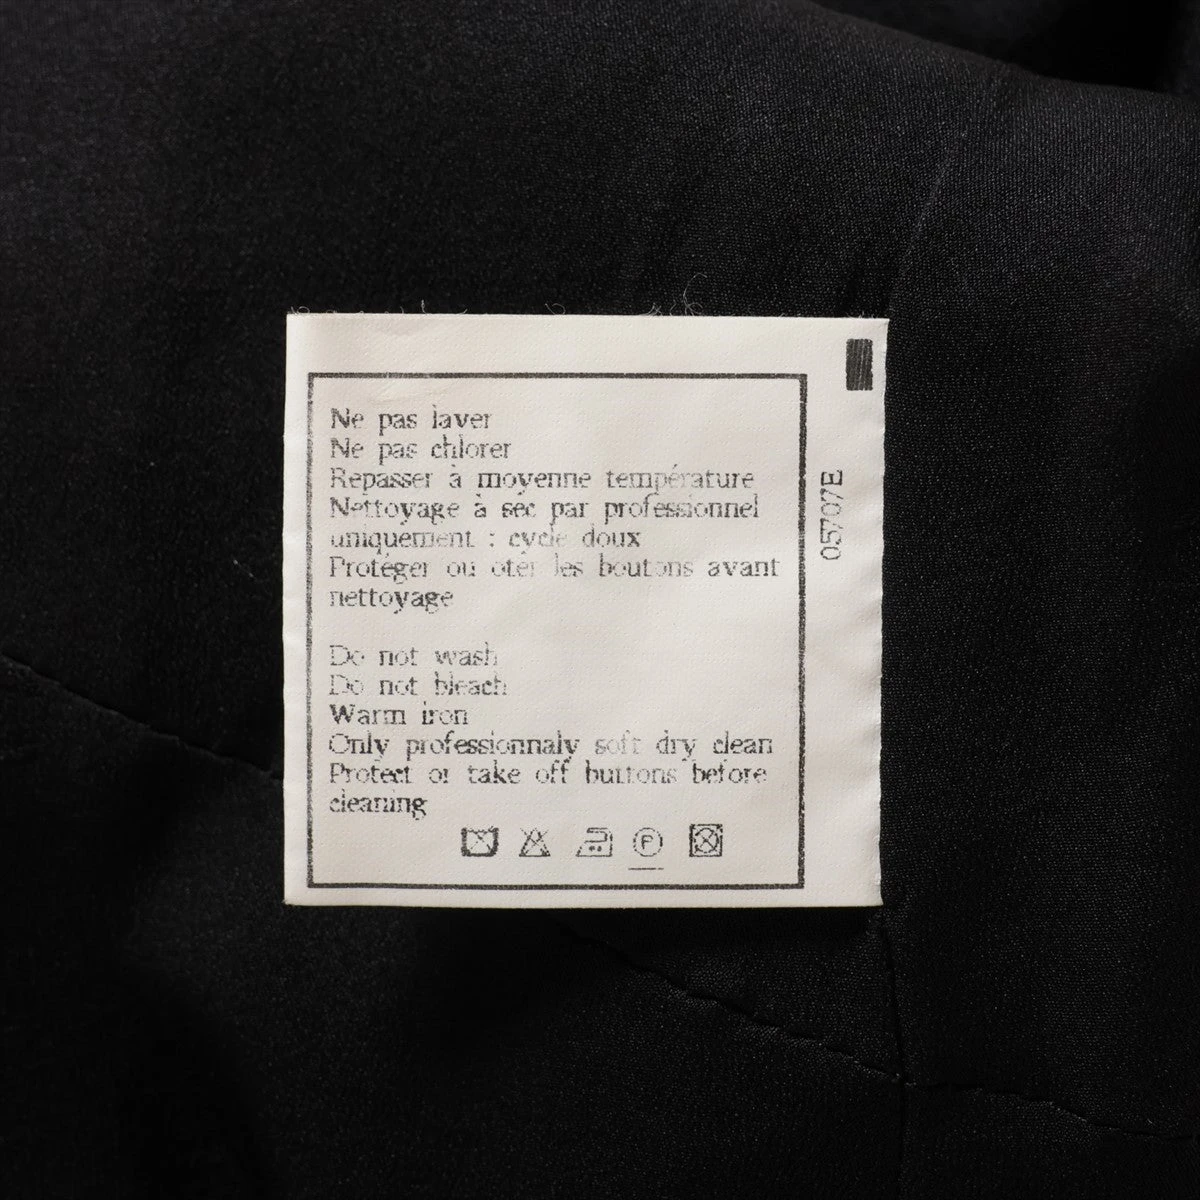 Ne pas laver
Ne pas chlorer
Repasser à moyenne température
Nettoyage à sec par professionnel
uniquement : cycle doux
Protéger ou oter les boutons avant
nettoyage
Do not wash
Do not bleach
Warm iron
Only professionnaly soft dry clean
Protect or take off buttons before
cleaning
P
05707E